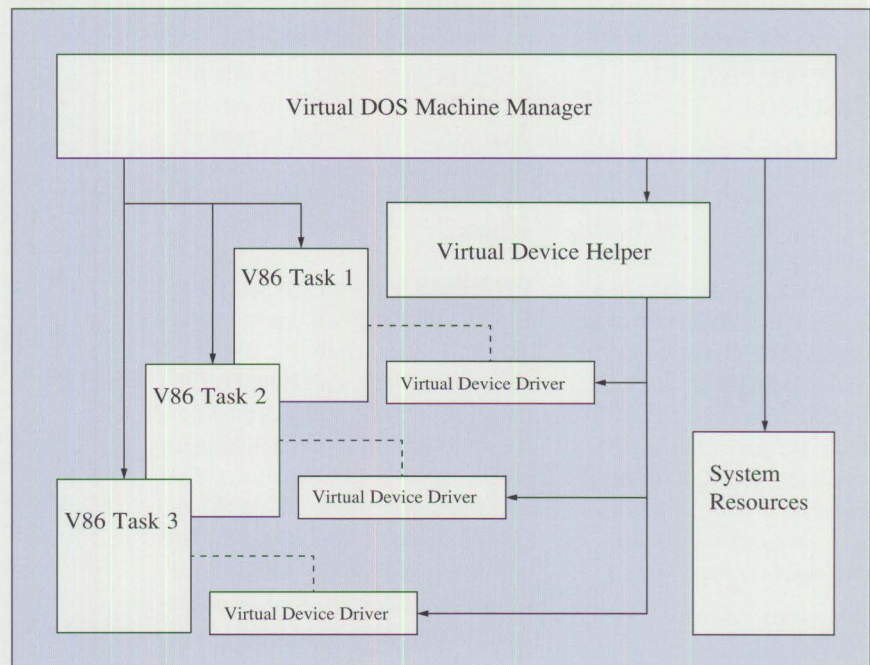 Virtual DOS Machine Manager
Virtual Device Helper
V86 Task 1
Virtual Device Driver
V86 Task 2
Virtual Device Driver
V86 Task 3
Virtual Device Driver
System
Resources